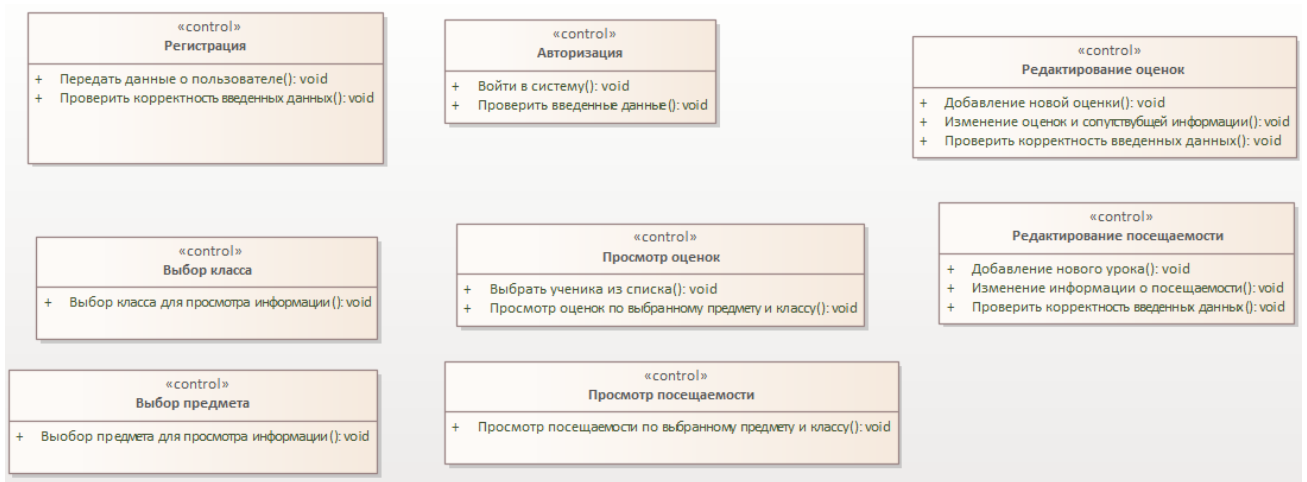 «control»
Регистрация
+ Передать данные о пользователе(): void
+ Проверить корректность введенных данных(): void
«control»
Авторизация
+ Войти в систему(): void
+ Проверить введенные данные(): void
«control»
Редактирование оценок
+ Добавление новой оценки(): void
+ Изменение оценок и сопутствубщей информации(): void
+ Проверить корректность введенных данных(): void
«control»
Выбор класса
+ Выбор класса для просмотра информации(): void
«control»
Просмотр оценок
+ Выбрать ученика из списка(): void
+ Просмотр оценок по выбранному предмету и классу(): void
«control»
Редактирование посещаемости
+ Добавление нового урока(): void
+ Изменение информации о посещаемости(): void
+ Проверить корректность введенных данных(): void
«control»
Выбор предмета
+ Выобор предмета для просмотра информации(): void
«control»
Просмотр посещаемости
+ Просмотр посещаемости по выбранному предмету и классу(): void